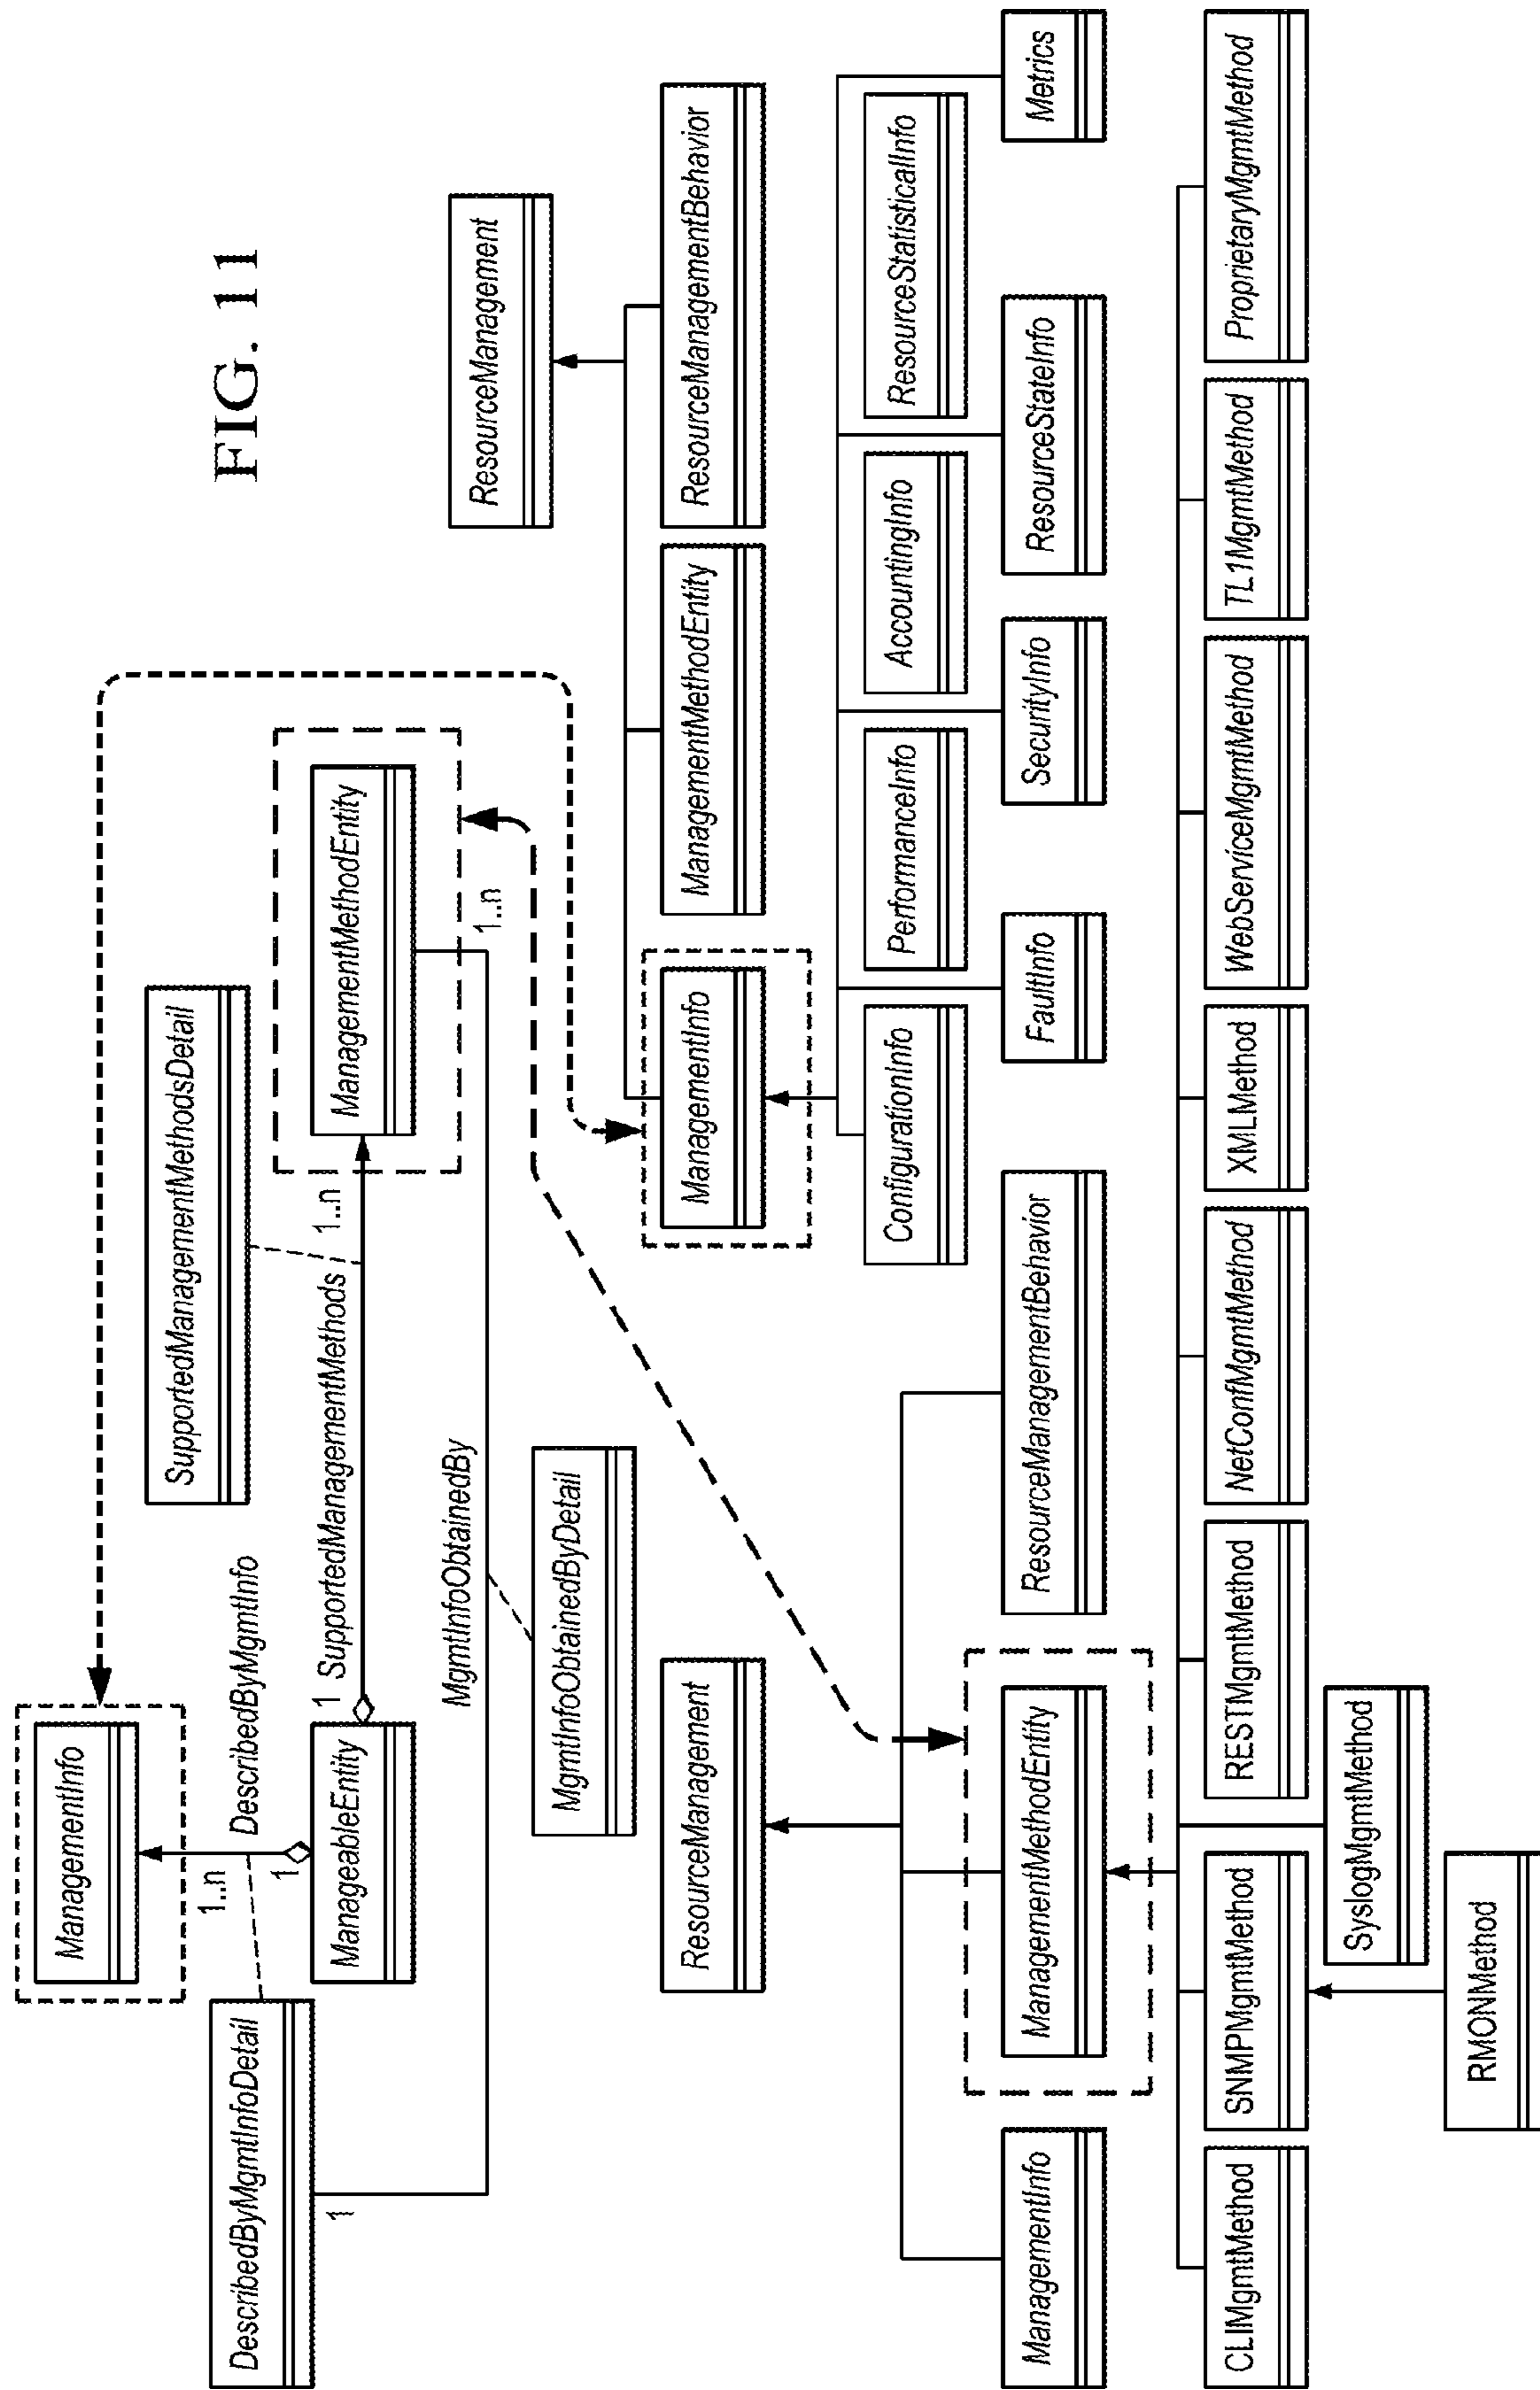 FIG. 11
ManagementInfo
DescribedByMgmtInfo
1..n
1
DescribedByMgmtInfoDetail
ManageableEntity
1
SupportedManagementMethods
1..n
SupportedManagementMethodsDetail
ManagementMethodEntity
1..n
1
MgmtInfoObtainedBy
MgmtInfoObtainedByDetail
ResourceManagement
ManagementInfo
ManagementMethodEntity
ResourceManagementBehavior
ConfigurationInfo
PerformanceInfo
AccountingInfo
ResourceStatisticalInfo
FaultInfo
SecurityInfo
ResourceStateInfo
Metrics
ResourceManagement
ManagementInfo
ManagementMethodEntity
ResourceManagementBehavior
CLIMgmtMethod
SNMPMgmtMethod
RESTMgmtMethod
NetConfMgmtMethod
XMLMethod
WebServiceMgmtMethod
TL1MgmtMethod
ProprietaryMgmtMethod
SyslogMgmtMethod
RMONMethod